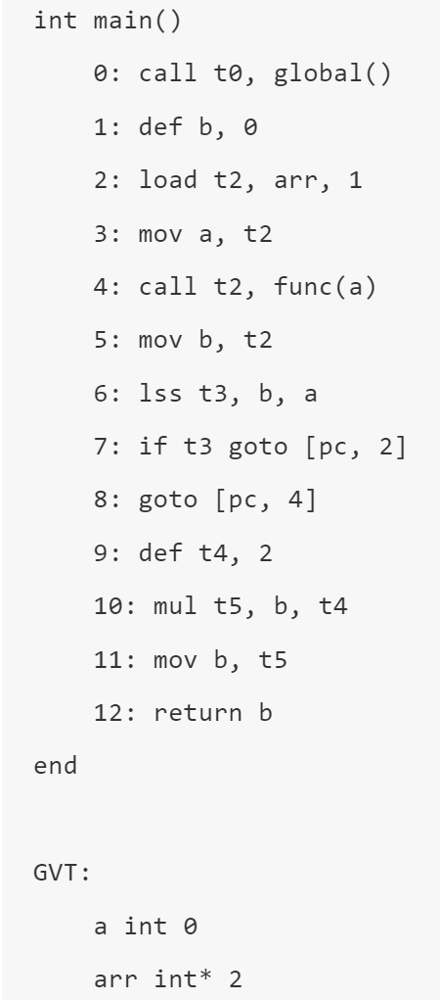 int main()
    0: call t0, global()
    1: def b, 0
    2: load t2, arr, 1
    3: mov a, t2
    4: call t2, func(a)
    5: mov b, t2
    6: lss t3, b, a
    7: if t3 goto [pc, 2]
    8: goto [pc, 4]
    9: def t4, 2
    10: mul t5, b, t4
    11: mov b, t5
    12: return b
end
GVT:
    a int 0
    arr int* 2